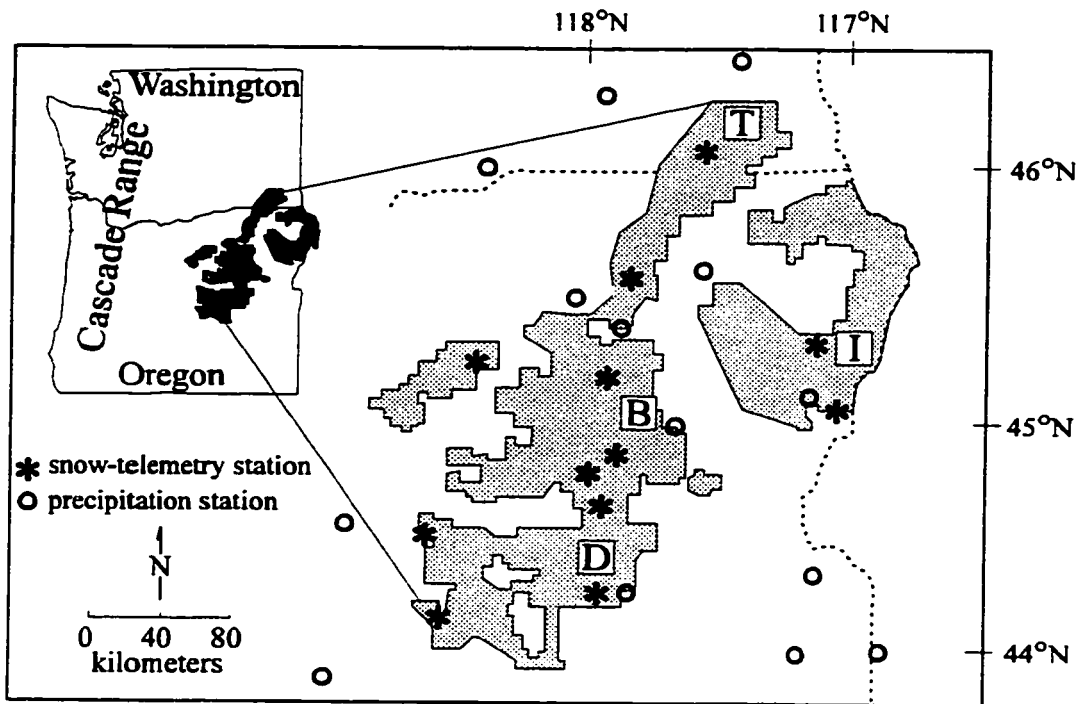 118°N 117°N
Washington
Cascade Range
Oregon
T
46°N
I
B
45°N
D
44°N
* snow-telemetry station
o precipitation station
N
0 40 80
kilometers